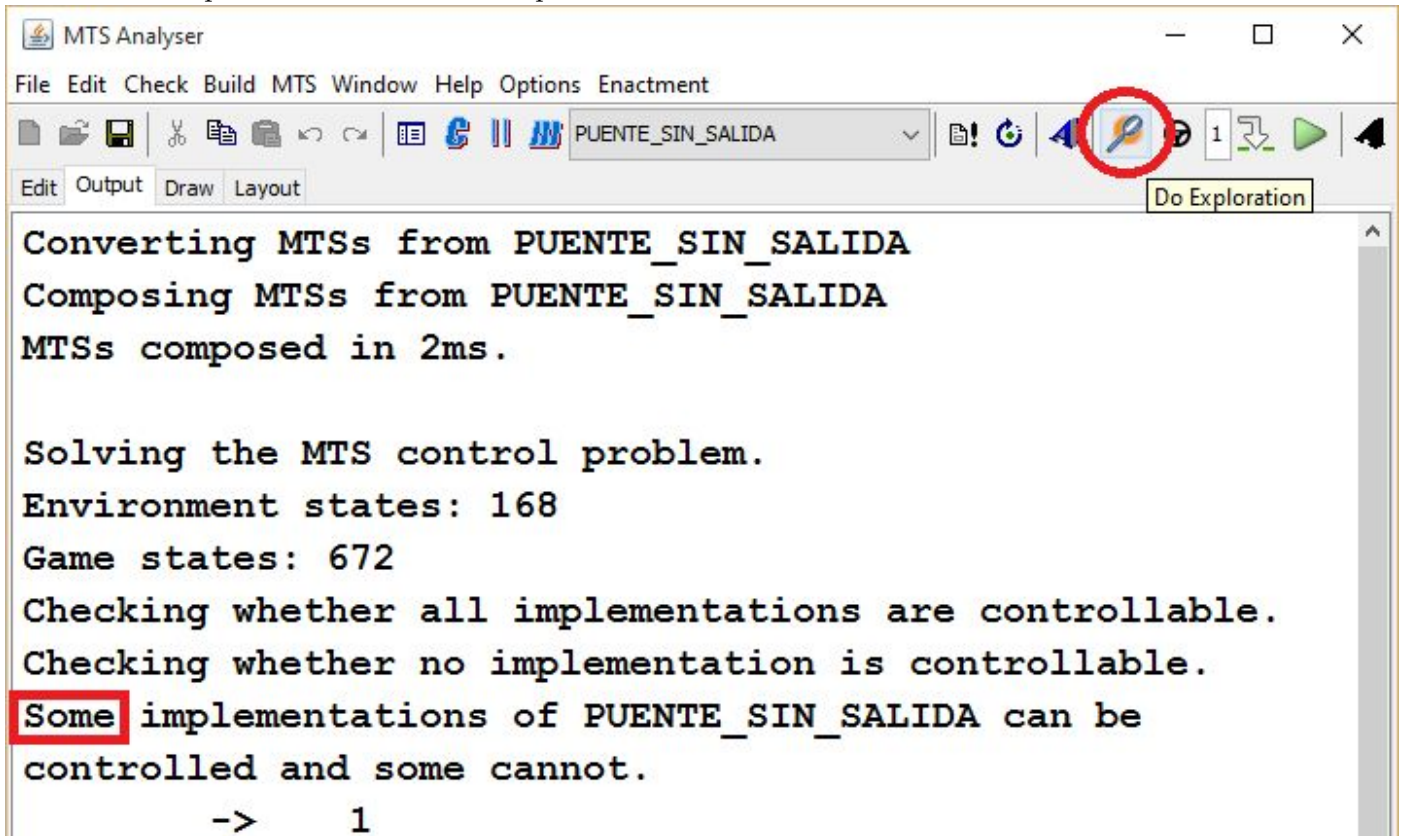 MTS Analyser
File Edit Check Build MTS Window Help Options Enactment
PUENTE_SIN_SALIDA 1
Edit Output Draw Layout
Do Exploration
Converting MTSs from PUENTE_SIN_SALIDA
Composing MTSs from PUENTE_SIN_SALIDA
MTSs composed in 2ms.
Solving the MTS control problem.
Environment states: 168
Game states: 672
Checking whether all implementations are controllable.
Checking whether no implementation is controllable.
Some implementations of PUENTE_SIN_SALIDA can be
controlled and some cannot.
-> 1